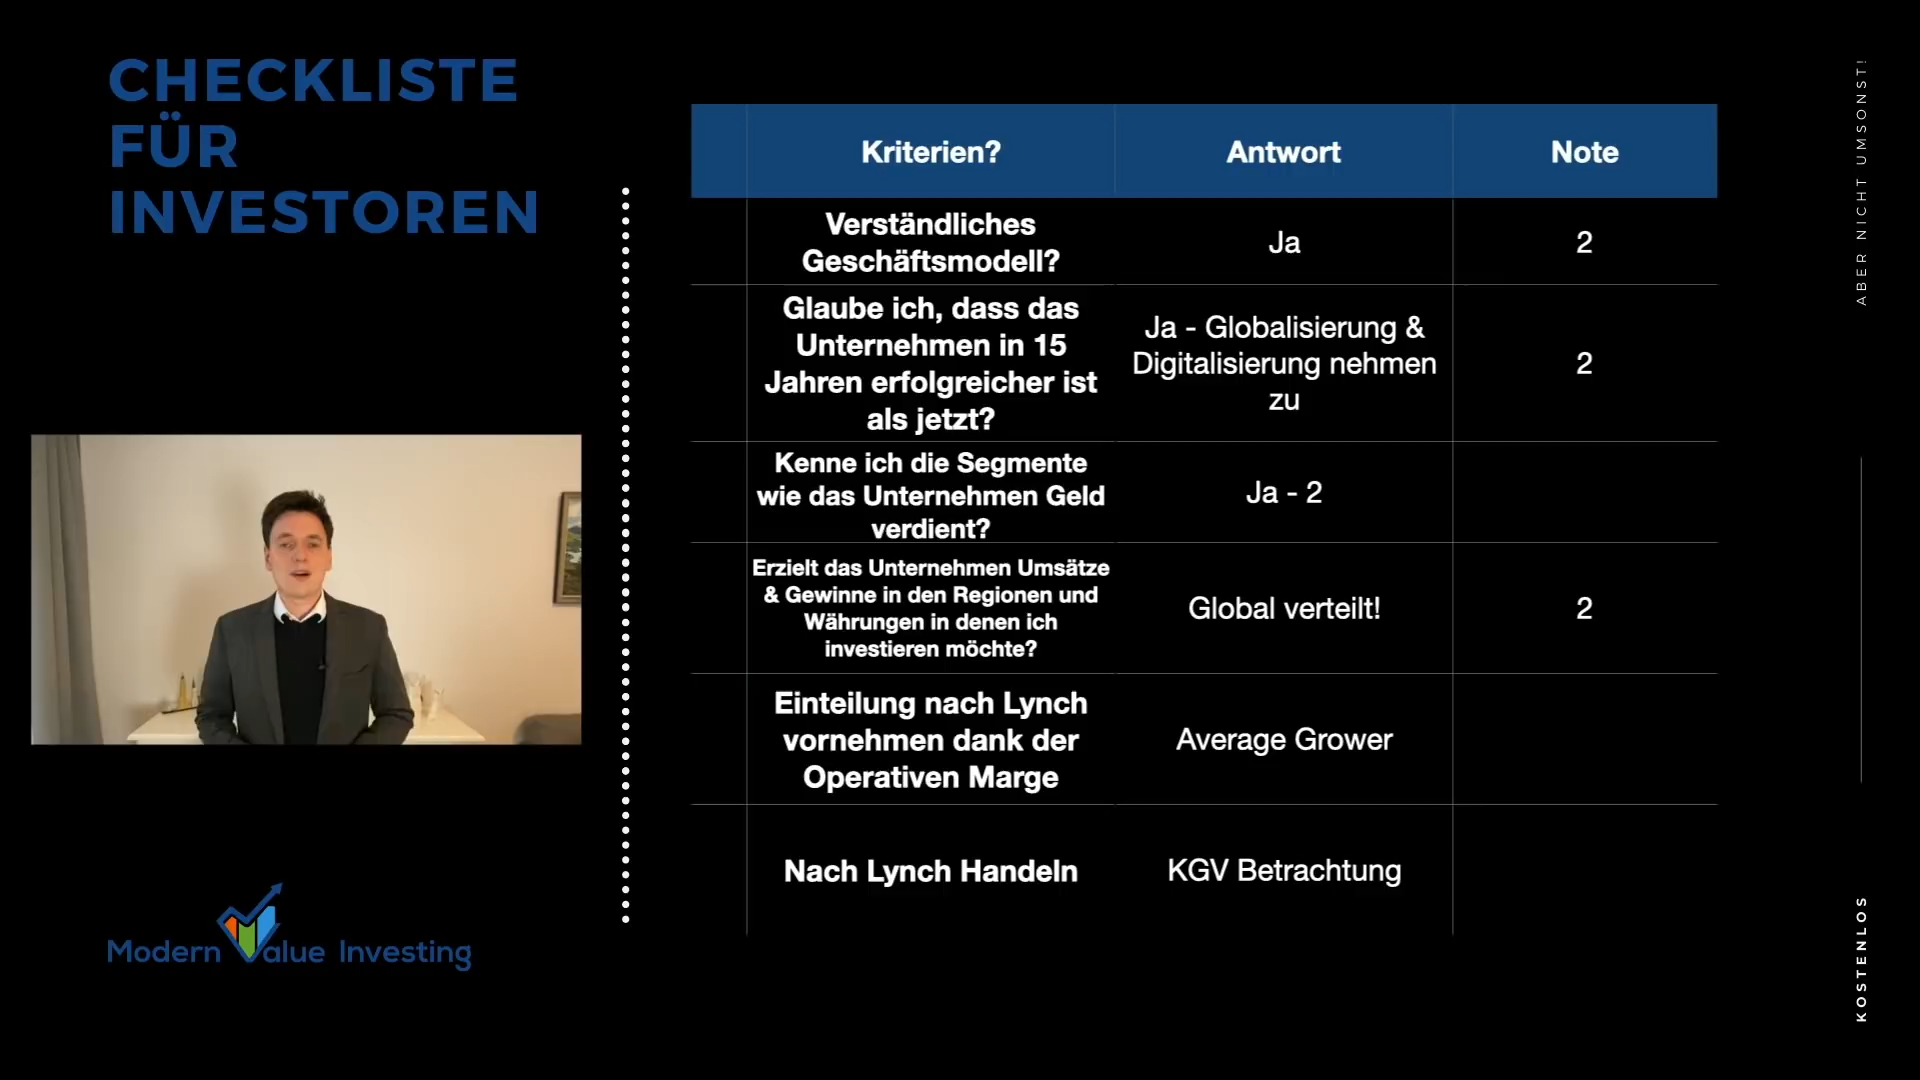 CHECKLISTE
FÜR
INVESTOREN
Kriterien?
Antwort
Note
Verständliches
Geschäftsmodell?
Ja
2
Glaube ich, dass das
Unternehmen in 15
Jahren erfolgreicher ist
als jetzt?
Ja - Globalisierung &
Digitalisierung nehmen
zu
2
Kenne ich die Segmente
wie das Unternehmen Geld
verdient?
Ja - 2
Erzielt das Unternehmen Umsätze
& Gewinne in den Regionen und
Währungen in denen ich
investieren möchte?
Global verteilt!
2
Einteilung nach Lynch
vornehmen dank der
Operativen Marge
Average Grower
Nach Lynch Handeln
KGV Betrachtung
Modern Value Investing
ABER NICHT UMSONST!
KOSTENLOS